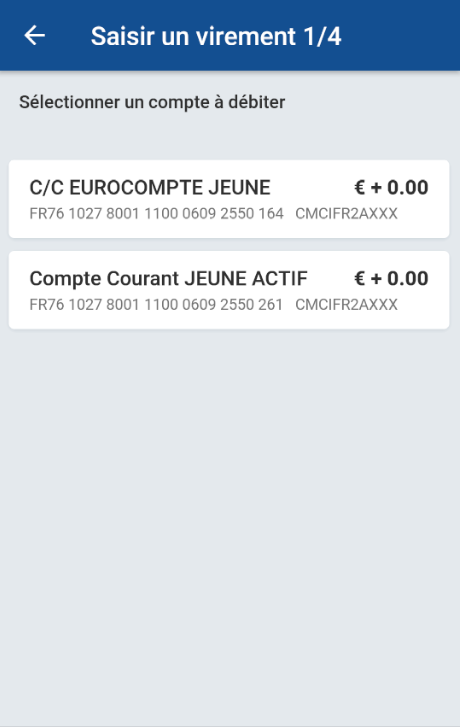 Saisir un virement 1/4
Sélectionner un compte à débiter
C/C EUROCOMPTE JEUNE € + 0.00
FR76 1027 8001 1100 0609 2550 164 CMCIFR2AXXX
Compte Courant JEUNE ACTIF € + 0.00
FR76 1027 8001 1100 0609 2550 261 CMCIFR2AXXX